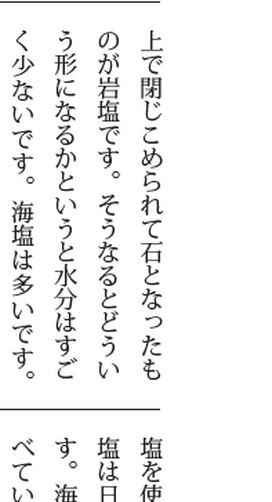 上で閉じこめられて石となったも
のが岩塩です。そうなるとどうい
う形になるかというと水分はすご
く少ないです。海塩は多いです。
塩を使
塩は日
す。海
べてい